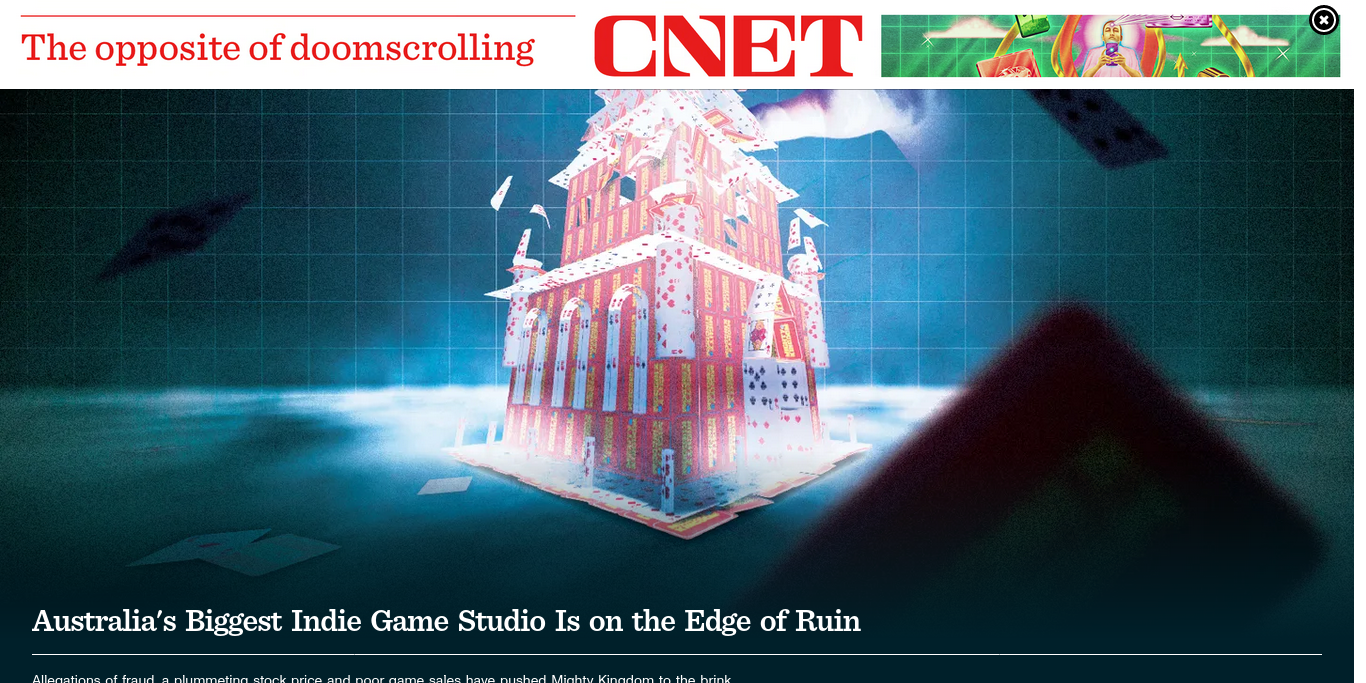 The opposite of doomscrolling
CNET
Australia's Biggest Indie Game Studio Is on the Edge of Ruin
Allegations of fraud, a plummeting stock price and poor game sales have pushed Mighty Kingdom to the brink.